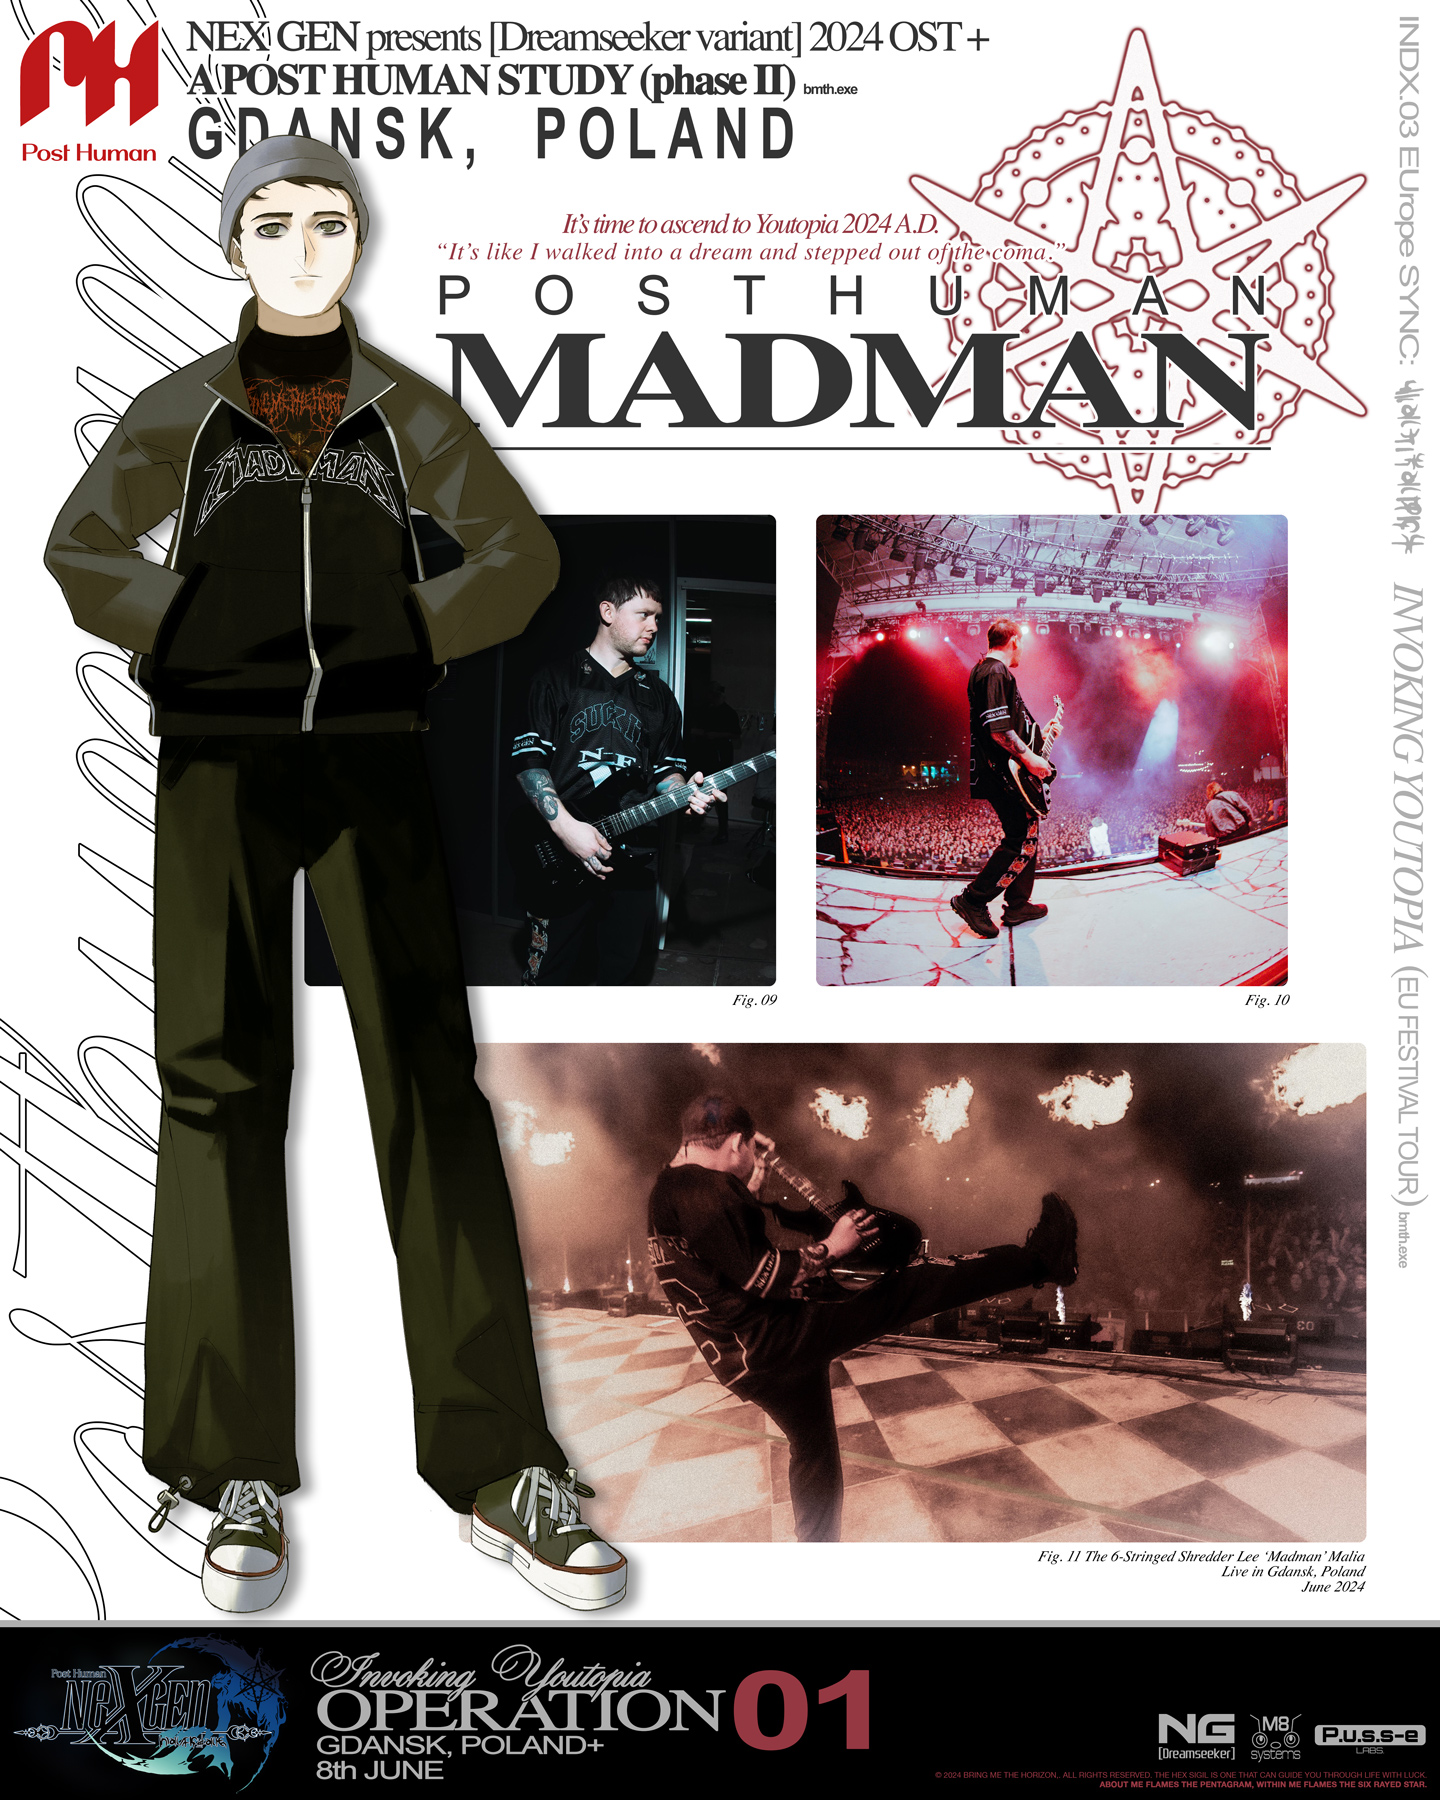 Post Human
NEX GEN presents [Dreamseeker variant] 2024 OST +
A POST HUMAN STUDY (phase II) bmth.exe
GDANSK, POLAND
It's time to ascend to Youtopia 2024 A.D.
“It's like I walked into a dream and stepped out of the coma.”
POSTHUMAN
MADMAN
MADMAN
SUCK IT
NEX GEN
Fig. 09
Fig. 10
Fig. 11 The 6-Stringed Shredder Lee ‘Madman’ Malia
Live in Gdansk, Poland
June 2024
INDX.03 EUrope SYNC:
INVOKING YOUTOPIA (EU FESTIVAL TOUR) bmth.exe
Post Human
NeXGEn
Invoking Youtopia
OPERATION 01
GDANSK, POLAND+
8th JUNE
NG
[Dreamseeker]
M8
systems
P.u.s.s-e
LABS
© 2024 BRING ME THE HORIZON,. ALL RIGHTS RESERVED. THE HEX SIGIL IS ONE THAT CAN GUIDE YOU THROUGH LIFE WITH LUCK.
ABOUT ME FLAMES THE PENTAGRAM, WITHIN ME FLAMES THE SIX RAYED STAR.